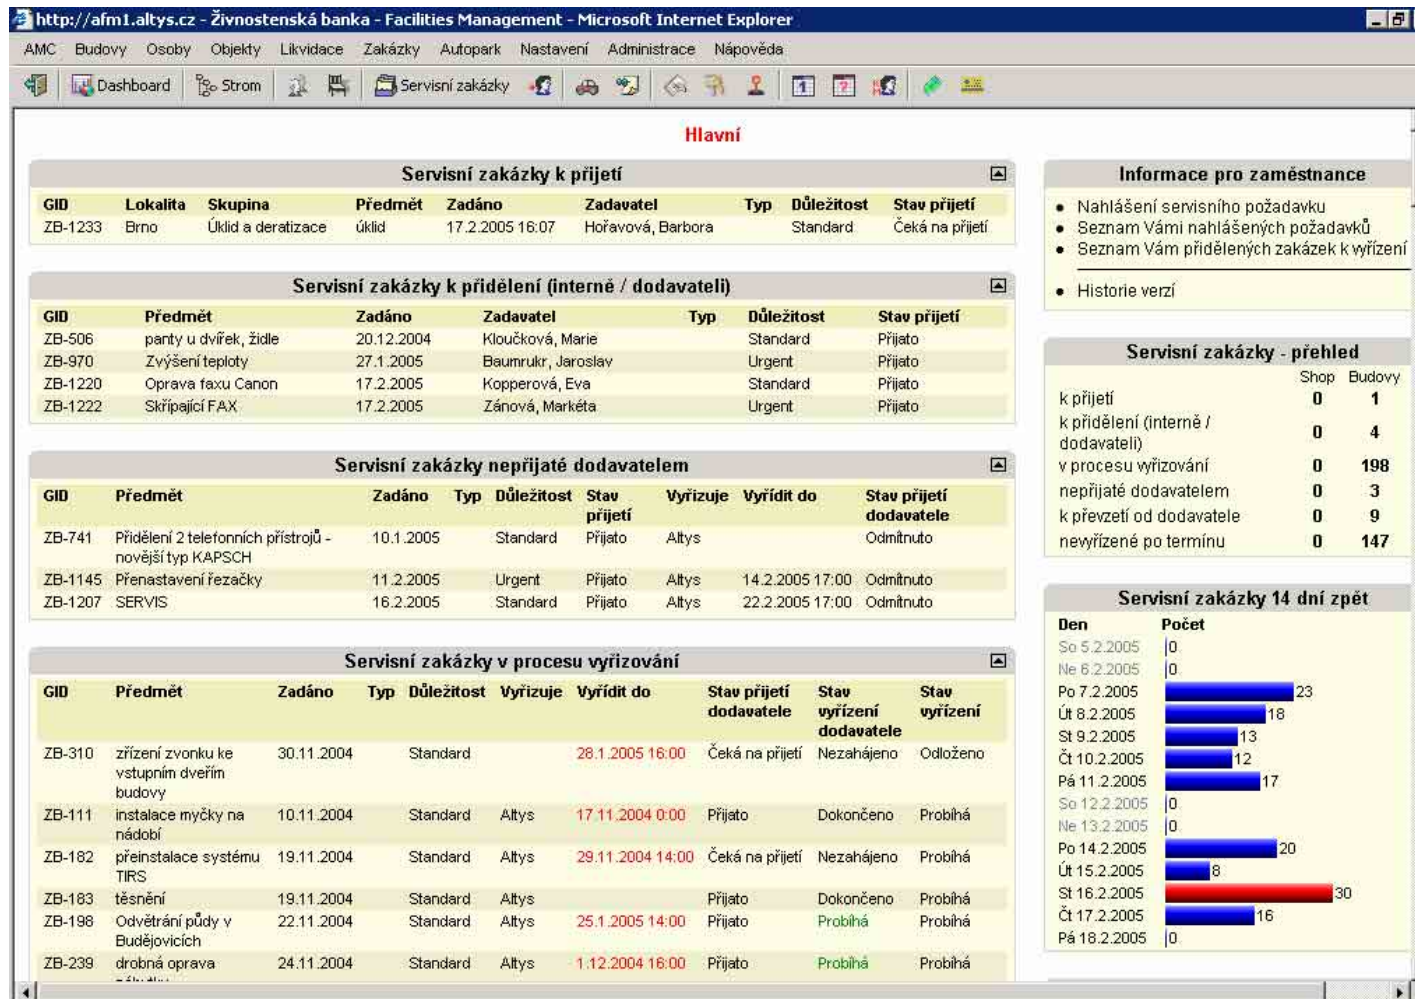 http://afm1.altys.cz - Živnostenská banka - Facilities Management - Microsoft Internet Explorer
AMC Budovy Osoby Objekty Likvidace Zakázky Autopark Nastavení Administrace Nápověda
Dashboard Strom Servisní zakázky
Hlavní
Servisní zakázky k přijetí
GID Lokalita Skupina Předmět Zadáno Zadavatel Typ Důležitost Stav přijetí
ZB-1233 Brno Úklid a deratizace úklid 17.2.2005 16:07 Hořavová, Barbora Standard Čeká na přijetí
Servisní zakázky k přidělení (interně / dodavateli)
GID Předmět Zadáno Zadavatel Typ Důležitost Stav přijetí
ZB-506 panty u dvířek, židle 20.12.2004 Kloučková, Marie Standard Přijato
ZB-970 Zvýšení teploty 27.1.2005 Baumrukr, Jaroslav Urgent Přijato
ZB-1220 Oprava faxu Canon 17.2.2005 Kopperová, Eva Standard Přijato
ZB-1222 Skřípající FAX 17.2.2005 Zánová, Markéta Urgent Přijato
Servisní zakázky nepřijaté dodavatelem
GID Předmět Zadáno Typ Důležitost Stav Vyřizuje Vyřídit do Stav přijetí
přijetí dodavatele
ZB-741 Přidělení 2 telefonních přístrojů - 10.1.2005 Standard Přijato Altys Odmítnuto
novější typ KAPSCH
ZB-1145 Přenastavení řezačky 11.2.2005 Urgent Přijato Altys 14.2.2005 17:00 Odmítnuto
ZB-1207 SERVIS 16.2.2005 Standard Přijato Altys 22.2.2005 17:00 Odmítnuto
Servisní zakázky v procesu vyřizování
GID Předmět Zadáno Typ Důležitost Vyřizuje Vyřídit do Stav přijetí Stav Stav
dodavatele vyřízení vyřízení
dodavatele
ZB-310 zřízení zvonku ke 30.11.2004 Standard 28.1.2005 16:00 Čeká na přijetí Nezahájeno Odloženo
vstupním dveřím
budovy
ZB-111 instalace myčky na 10.11.2004 Standard Altys 17.11.2004 0:00 Přijato Dokončeno Probíhá
nádobí
ZB-182 přeinstalace systému 19.11.2004 Standard Altys 29.11.2004 14:00 Čeká na přijetí Nezahájeno Probíhá
TIRS
ZB-183 těsnění 19.11.2004 Standard Altys Přijato Dokončeno Probíhá
ZB-198 Odvětrání půdy v 22.11.2004 Standard Altys 25.1.2005 14:00 Přijato Probíhá Probíhá
Budějovicích
ZB-239 drobná oprava 24.11.2004 Standard Altys 1.12.2004 16:00 Přijato Probíhá Probíhá
Informace pro zaměstnance
Nahlášení servisního požadavku
Seznam Vámi nahlášených požadavků
Seznam Vám přidělených zakázek k vyřízení
Historie verzí
Servisní zakázky - přehled
Shop Budovy
k přijetí 0 1
k přidělení (interně /
dodavateli) 0 4
v procesu vyřizování 0 198
nepřijaté dodavatelem 0 3
k převzetí od dodavatele 0 9
nevyřízené po termínu 0 147
Servisní zakázky 14 dní zpět
Den Počet
So 5.2.2005 0
Ne 6.2.2005 0
Po 7.2.2005 23
Út 8.2.2005 18
St 9.2.2005 13
Čt 10.2.2005 12
Pá 11.2.2005 17
So 12.2.2005 0
Ne 13.2.2005 0
Po 14.2.2005 20
Út 15.2.2005 8
St 16.2.2005 30
Čt 17.2.2005 16
Pá 18.2.2005 0